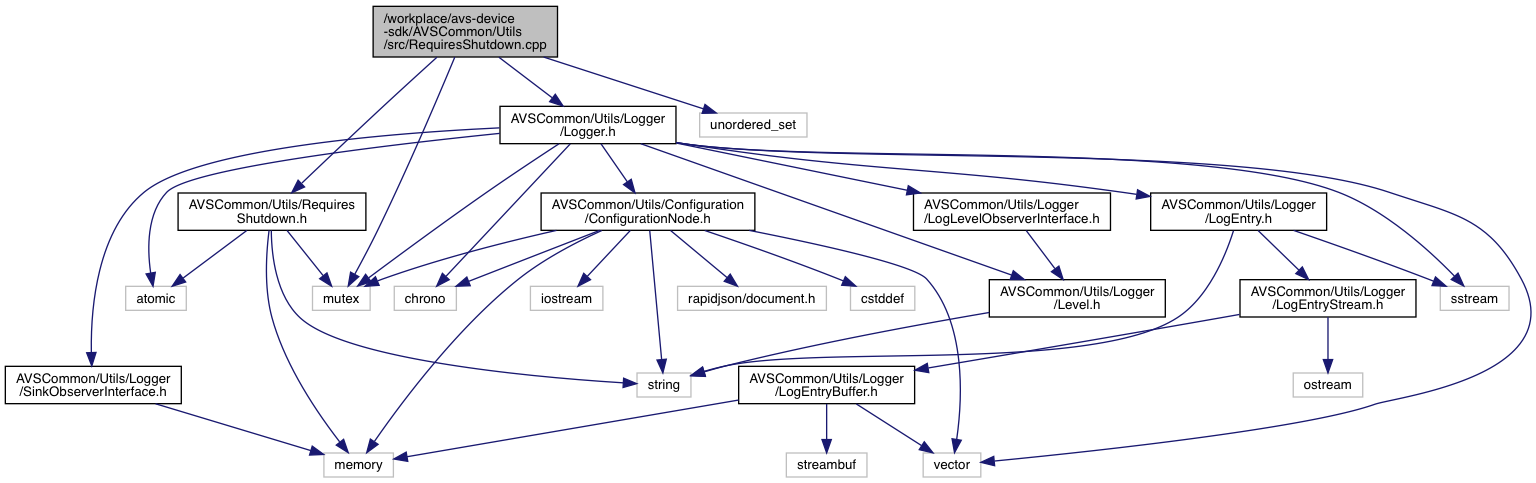 /workplace/avs-device
-sdk/AVSCommon/Utils
/src/RequiresShutdown.cpp
AVSCommon/Utils/Logger
/Logger.h
unordered_set
AVSCommon/Utils/Requires
Shutdown.h
AVSCommon/Utils/Configuration
/ConfigurationNode.h
AVSCommon/Utils/Logger
/LogLevelObserverInterface.h
AVSCommon/Utils/Logger
/LogEntry.h
atomic
mutex
chrono
iostream
rapidjson/document.h
cstddef
AVSCommon/Utils/Logger
/Level.h
AVSCommon/Utils/Logger
/LogEntryStream.h
sstream
AVSCommon/Utils/Logger
/SinkObserverInterface.h
string
AVSCommon/Utils/Logger
/LogEntryBuffer.h
ostream
memory
streambuf
vector